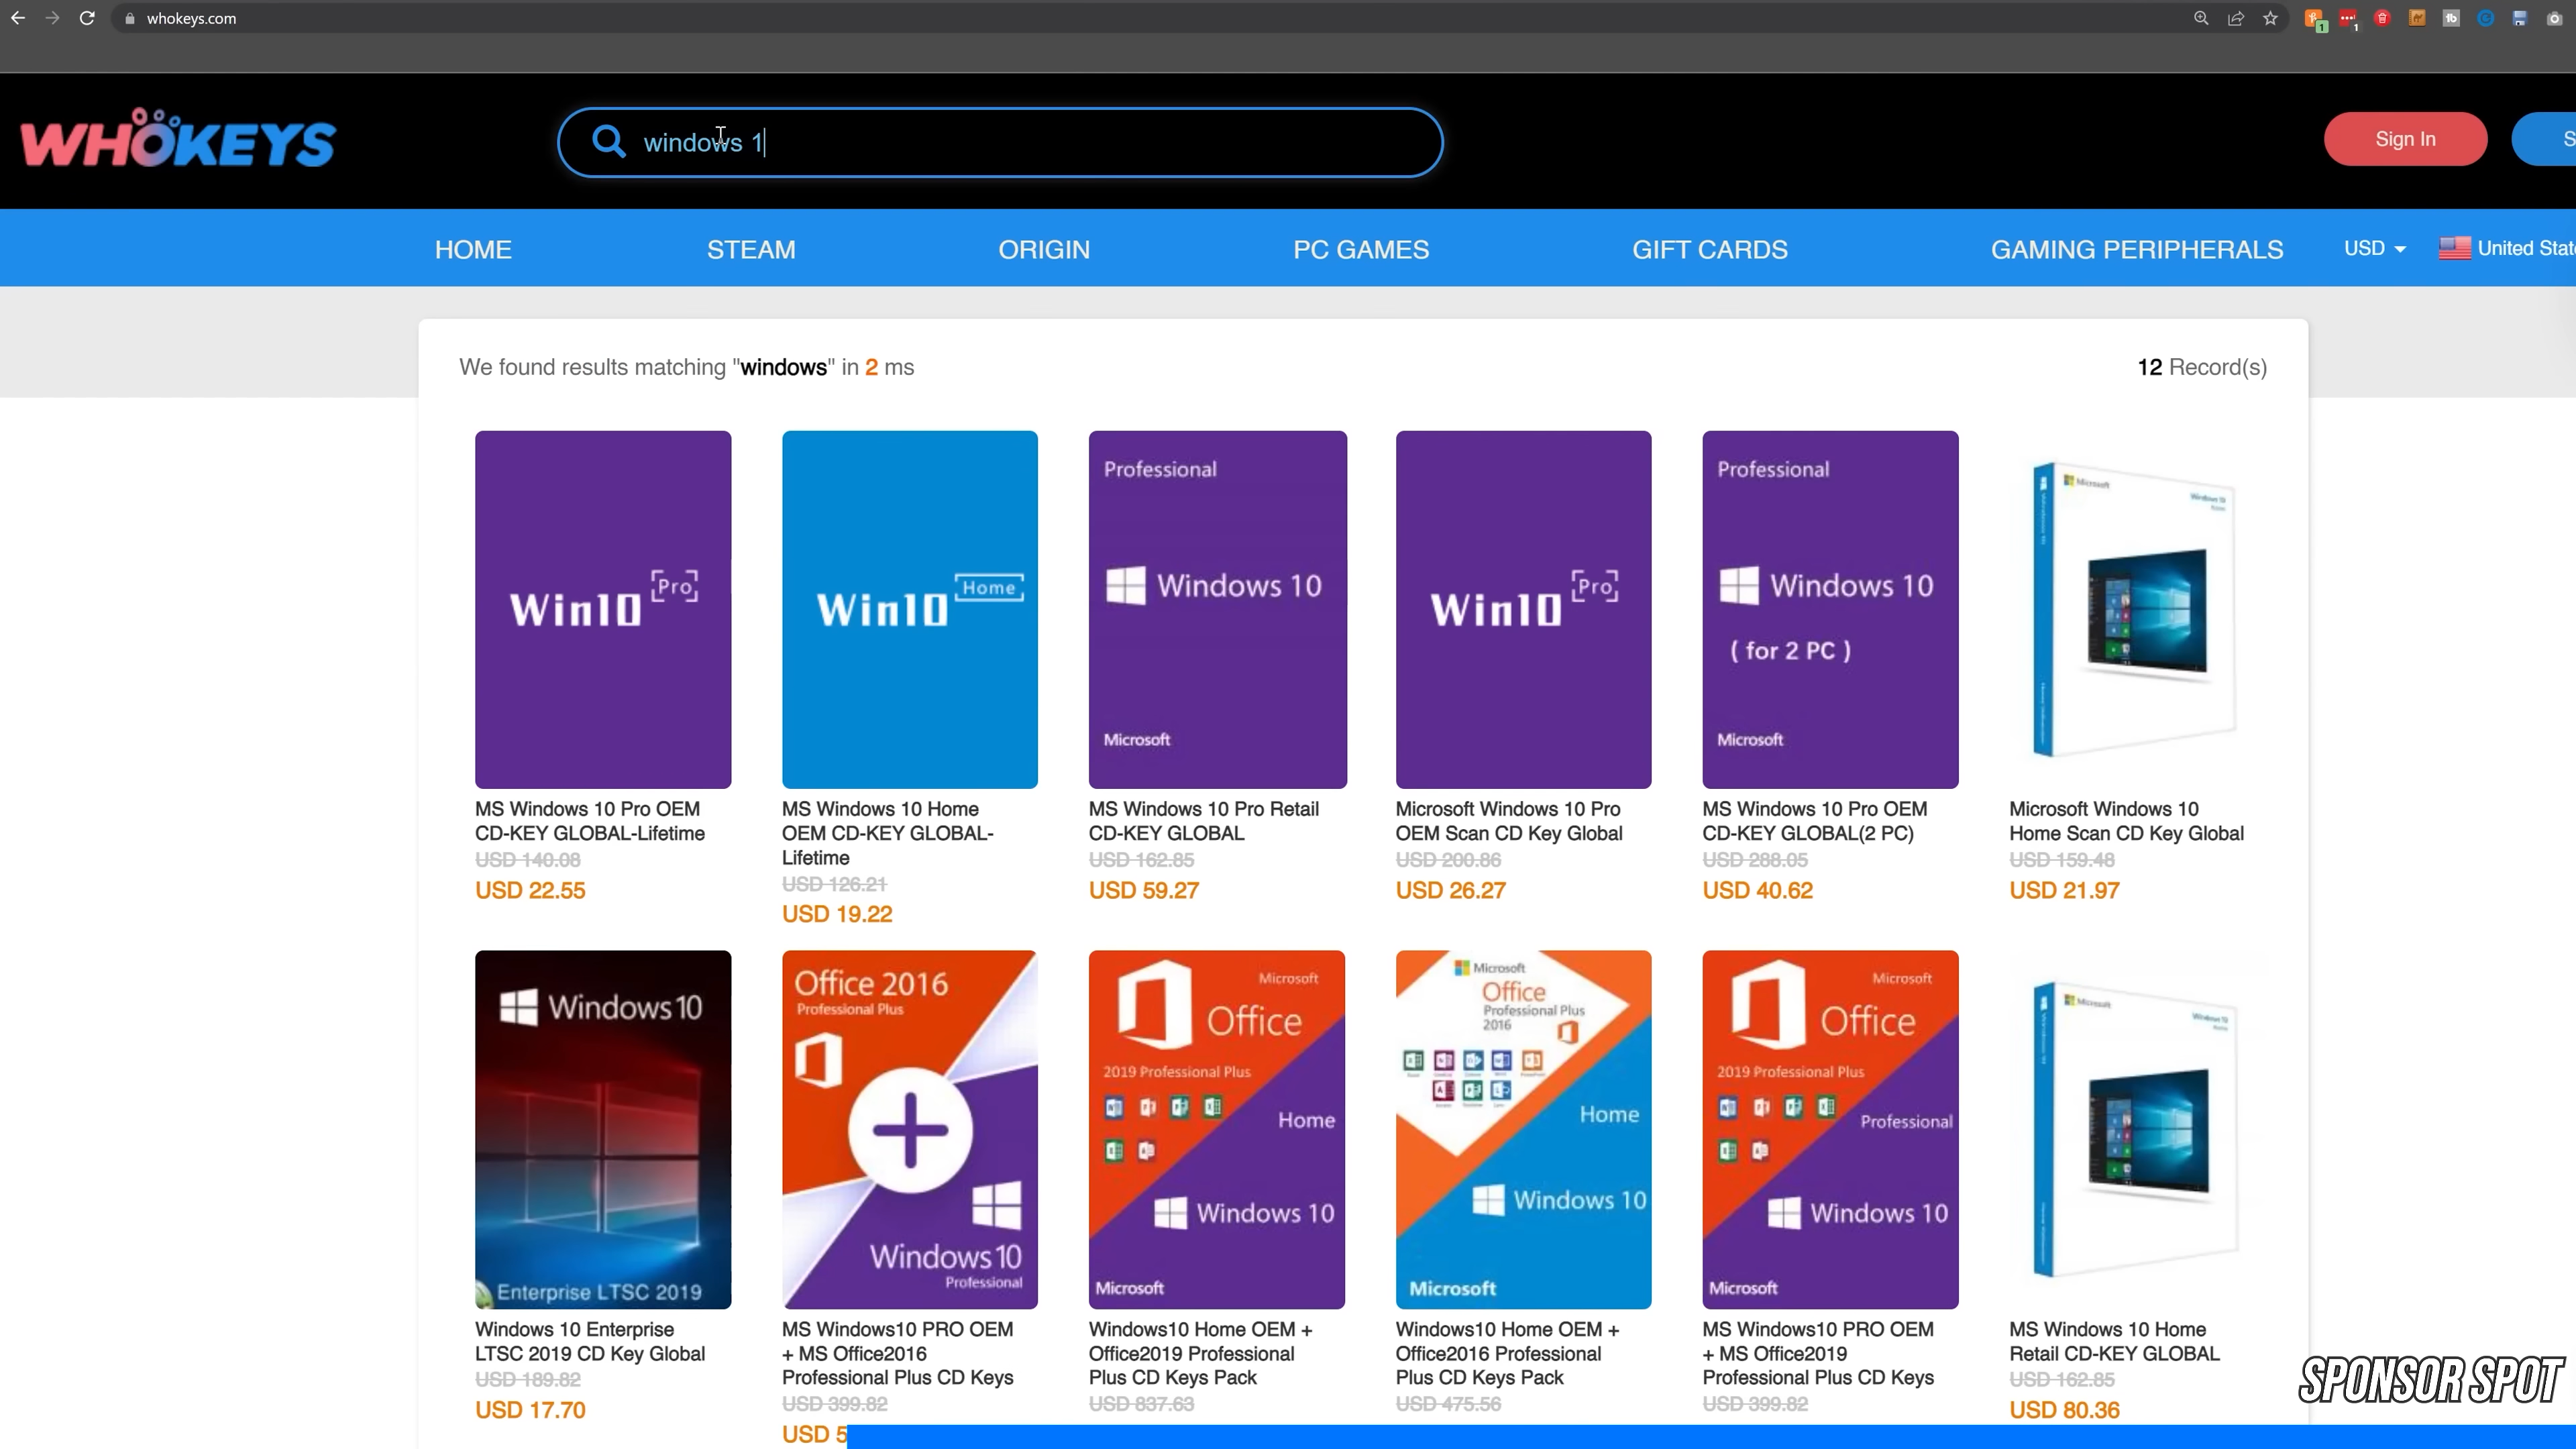 whokeys.com
1
1
WHOKEYS
windows 1
Sign In
S
HOME
STEAM
ORIGIN
PC GAMES
GIFT CARDS
GAMING PERIPHERALS
USD
United Stat
We found results matching "windows" in 2 ms
12 Record(s)
Win10 Pro
Win10 Home
Professional
Windows 10
Microsoft
Win10 Pro
Professional
Windows 10
( for 2 PC )
Microsoft
Microsoft
Windows 10
MS Windows 10 Pro OEM
CD-KEY GLOBAL-Lifetime
USD 140.08
USD 22.55
MS Windows 10 Home
OEM CD-KEY GLOBAL-
Lifetime
USD 126.21
USD 19.22
MS Windows 10 Pro Retail
CD-KEY GLOBAL
USD 162.85
USD 59.27
Microsoft Windows 10 Pro
OEM Scan CD Key Global
USD 200.86
USD 26.27
MS Windows 10 Pro OEM
CD-KEY GLOBAL(2 PC)
USD 288.05
USD 40.62
Microsoft Windows 10
Home Scan CD Key Global
USD 159.48
USD 21.97
Windows 10
Enterprise LTSC 2019
Office 2016
Professional Plus
Windows 10
Professional
Microsoft
Office
2019 Professional Plus
Home
Windows 10
Microsoft
Microsoft
Office
Professional Plus
2016
Home
Windows 10
Microsoft
Microsoft
Office
2019 Professional Plus
Professional
Windows 10
Microsoft
Microsoft
Windows 10
Windows 10 Enterprise
LTSC 2019 CD Key Global
USD 189.82
USD 17.70
MS Windows10 PRO OEM
+ MS Office2016
Professional Plus CD Keys
USD 399.82
USD 5
Windows10 Home OEM +
Office2019 Professional
Plus CD Keys Pack
USD 837.63
Windows10 Home OEM +
Office2016 Professional
Plus CD Keys Pack
USD 475.56
MS Windows10 PRO OEM
+ MS Office2019
Professional Plus CD Keys
USD 399.82
MS Windows 10 Home
Retail CD-KEY GLOBAL
USD 162.85
USD 80.36
SPONSOR SPOT